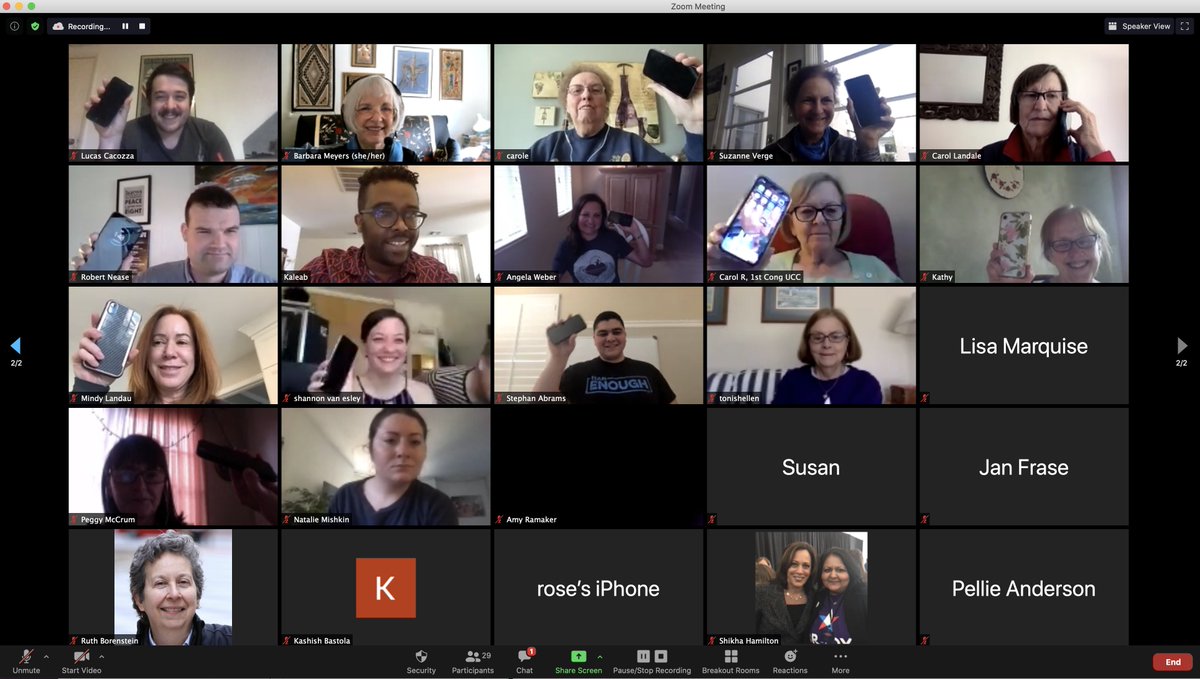 Zoom Meeting
Recording...
Speaker View
Lucas Cacozza
Barbara Meyers (she/her)
carole
Suzanne Verge
Carol Landale
PEACE
RIGHT
Robert Nease
Kaleab
Angela Weber
Carol R, 1st Cong UCC
Kathy
2/2
2/2
Mindy Landau
shannon van esley
ENOUGH
Stephan Abrams
tonishellen
Lisa Marquise
Peggy McCrum
Natalie Mishkin
Amy Ramaker
Susan
Jan Frase
Ruth Borenstein
K
Kashish Bastola
rose's iPhone
Shikha Hamilton
Pellie Anderson
Unmute
Start Video
Security
Participants
29
Chat
1
Share Screen
Pause/Stop Recording
Breakout Rooms
Reactions
More
End